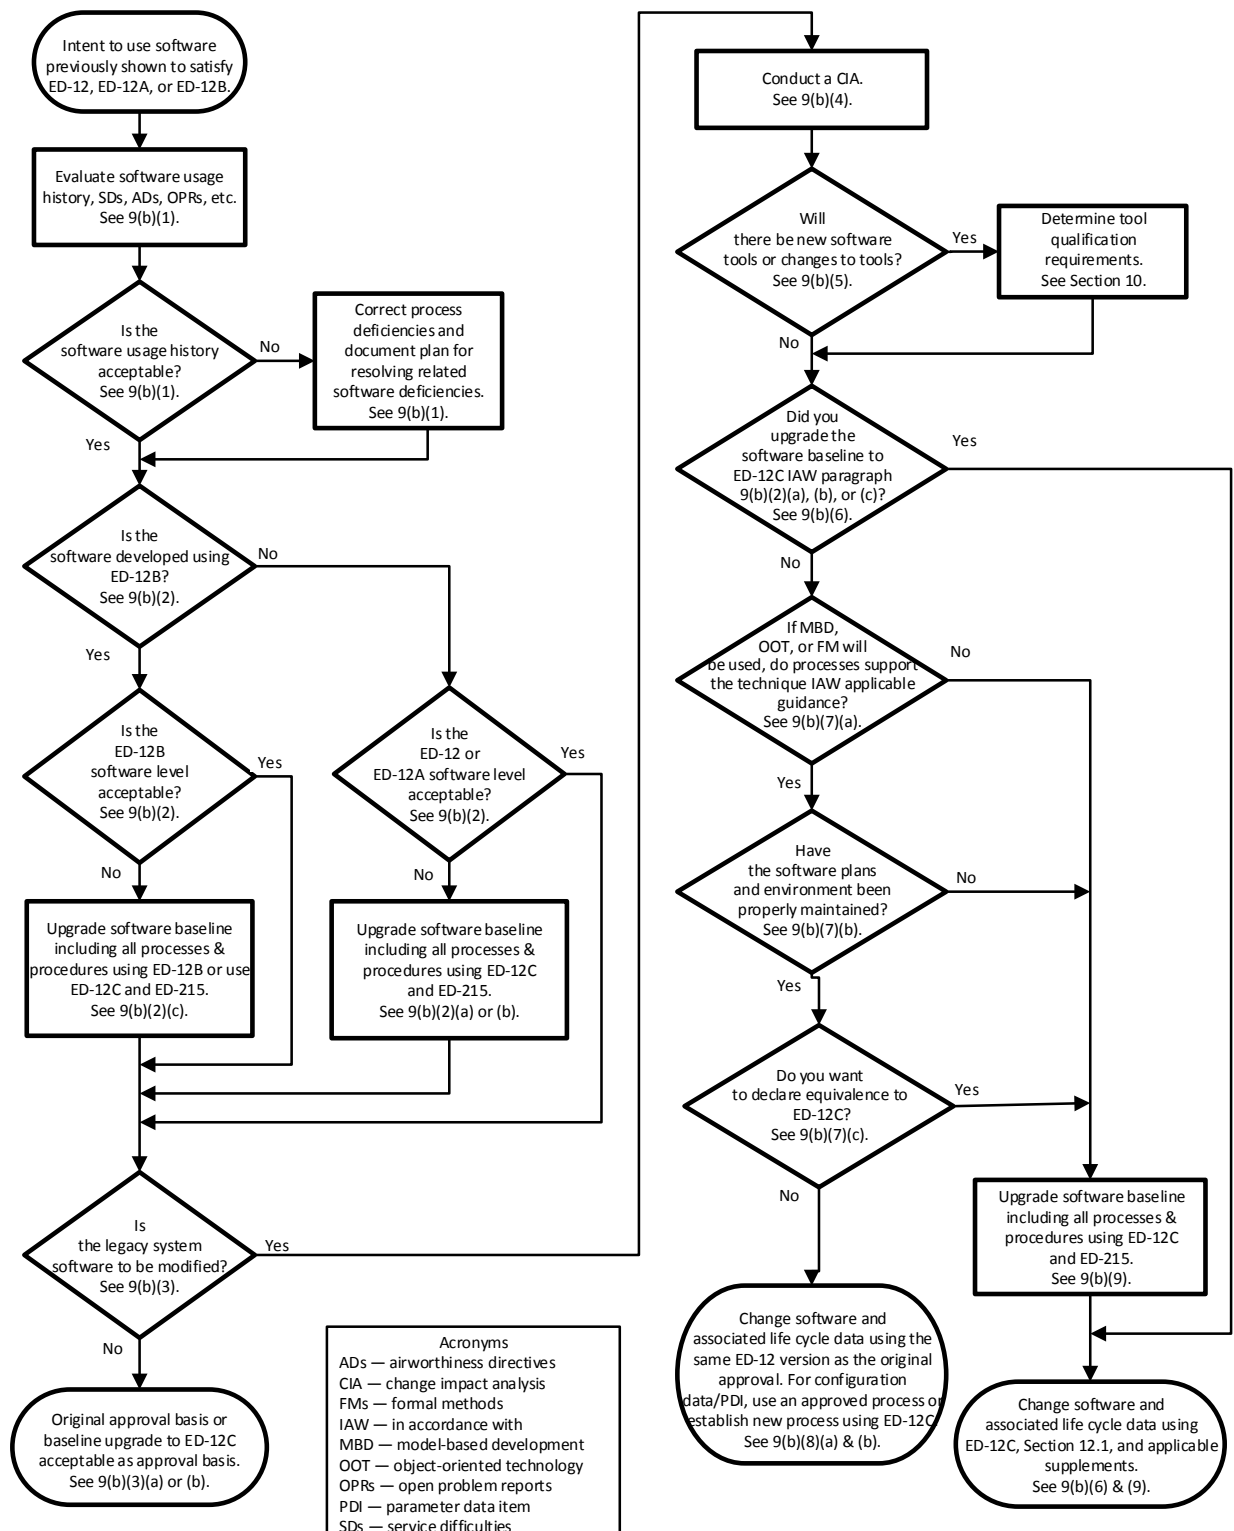 Intent to use software
previously shown to satisfy
ED-12, ED-12A, or ED-12B.
Evaluate software usage
history, SDs, ADs, OPRs, etc.
See 9(b)(1).
Is the
software usage history
acceptable?
See 9(b)(1).
No
Correct process
deficiencies and
document plan for
resolving related
software deficiencies.
See 9(b)(1).
Yes
Is the
software developed using
ED-12B?
See 9(b)(2).
No
Yes
Is the
ED-12B
software level
acceptable?
See 9(b)(2).
Yes
No
Is the
ED-12 or
ED-12A software level
acceptable?
See 9(b)(2).
Yes
No
Upgrade software baseline
including all processes &
procedures using ED-12B or use
ED-12C and ED-215.
See 9(b)(2)(c).
Upgrade software baseline
including all processes &
procedures using ED-12C
and ED-215.
See 9(b)(2)(a) or (b).
Is
the legacy system
software to be modified?
See 9(b)(3).
Yes
No
Original approval basis or
baseline upgrade to ED-12C
acceptable as approval basis.
See 9(b)(3)(a) or (b).
Acronyms
ADs — airworthiness directives
CIA — change impact analysis
FMs — formal methods
IAW — in accordance with
MBD — model-based development
OOT — object-oriented technology
OPRs — open problem reports
PDI — parameter data item
SDs — service difficulties
Conduct a CIA.
See 9(b)(4).
Will
there be new software
tools or changes to tools?
See 9(b)(5).
Yes
Determine tool
qualification
requirements.
See Section 10.
No
Did you
upgrade the
software baseline to
ED-12C IAW paragraph
9(b)(2)(a), (b), or (c)?
See 9(b)(6).
Yes
No
If MBD,
OOT, or FM will
be used, do processes support
the technique IAW applicable
guidance?
See 9(b)(7)(a).
No
Yes
Have
the software plans
and environment been
properly maintained?
See 9(b)(7)(b).
No
Yes
Do you want
to declare equivalence to
ED-12C?
See 9(b)(7)(c).
Yes
No
Upgrade software baseline
including all processes &
procedures using ED-12C
and ED-215.
See 9(b)(9).
Change software and
associated life cycle data using the
same ED-12 version as the original
approval. For configuration
data/PDI, use an approved process or
establish new process using ED-12C
See 9(b)(8)(a) & (b).
Change software and
associated life cycle data using
ED-12C, Section 12.1, and applicable
supplements.
See 9(b)(6) & (9).